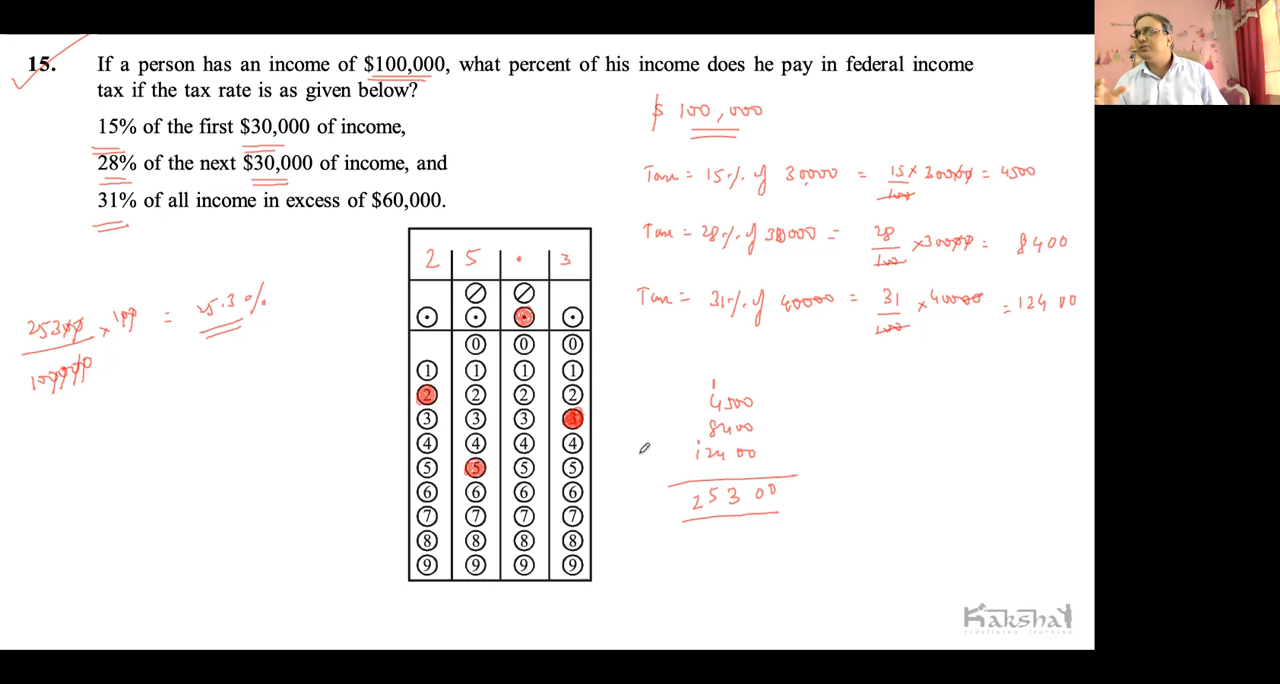 15. If a person has an income of $100,000, what percent of his income does he pay in federal income
tax if the tax rate is as given below?
15% of the first $30,000 of income,
28% of the next $30,000 of income, and
31% of all income in excess of $60,000.
$ 100,000
Tax = 15% of 30,000 = 15/100 × 30000 = 4500
Tax = 28% of 30000 = 28/100 × 30000 = 8400
Tax = 31% of 40000 = 31/100 × 40000 = 12400
2 5 . 3
25300/100000 × 100 = 25.3%
0 0 0
1 1 1 1
2 2 2 2
3 3 3 3
4 4 4 4
5 5 5 5
6 6 6 6
7 7 7 7
8 8 8 8
9 9 9 9
1
4500
8400
12400
25300
Kaksha
redefining learning